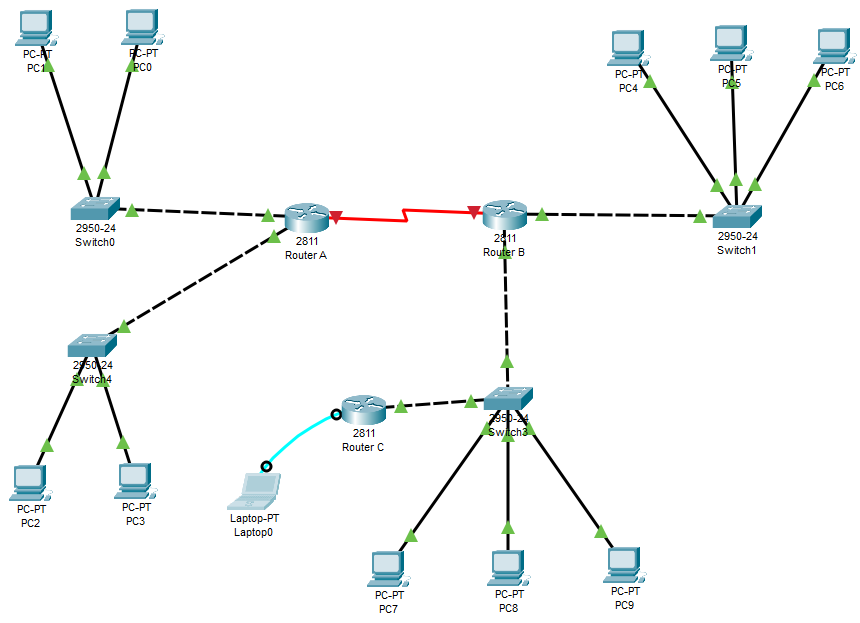 PC-PT
PC1
PC-PT
PC0
PC-PT
PC4
PC-PT
PC5
PC-PT
PC6
2950-24
Switch0
2811
Router A
2811
Router B
2950-24
Switch1
2950-24
Switch4
2811
Router C
2950-24
Switch3
PC-PT
PC2
PC-PT
PC3
Laptop-PT
Laptop0
PC-PT
PC7
PC-PT
PC8
PC-PT
PC9